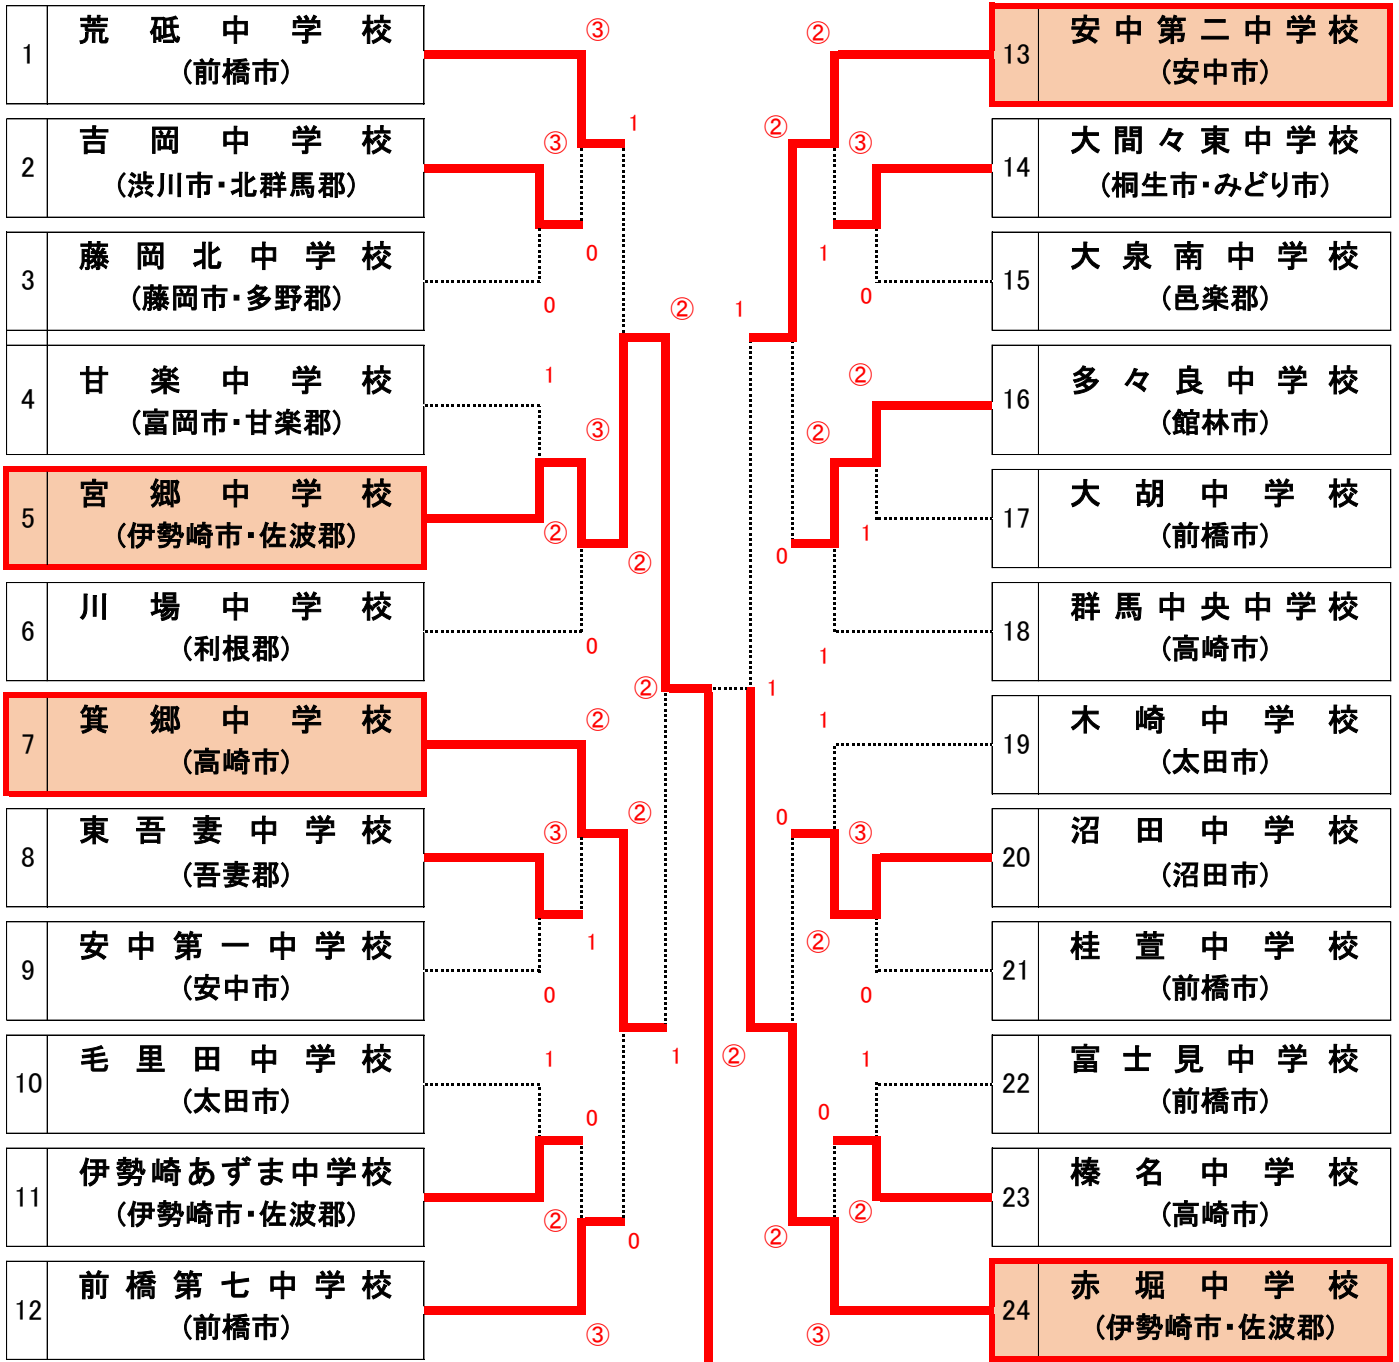 1
荒砥中学校
(前橋市)
2
吉岡中学校
(渋川市・北群馬郡)
3
藤岡北中学校
(藤岡市・多野郡)
4
甘楽中学校
(富岡市・甘楽郡)
5
宮郷中学校
(伊勢崎市・佐波郡)
6
川場中学校
(利根郡)
7
箕郷中学校
(高崎市)
8
東吾妻中学校
(吾妻郡)
9
安中第一中学校
(安中市)
10
毛里田中学校
(太田市)
11
伊勢崎あずま中学校
(伊勢崎市・佐波郡)
12
前橋第七中学校
(前橋市)
③
1
③
0
0
②
1
③
②
②
0
②
②
②
③
1
0
1
1
0
②
0
③
②
②
②
③
1
1
0
②
②
0
1
1
1
1
0
③
②
0
②
1
0
②
②
③
13
安中第二中学校
(安中市)
14
大間々東中学校
(桐生市・みどり市)
15
大泉南中学校
(邑楽郡)
16
多々良中学校
(館林市)
17
大胡中学校
(前橋市)
18
群馬中央中学校
(高崎市)
19
木崎中学校
(太田市)
20
沼田中学校
(沼田市)
21
桂萱中学校
(前橋市)
22
富士見中学校
(前橋市)
23
榛名中学校
(高崎市)
24
赤堀中学校
(伊勢崎市・佐波郡)